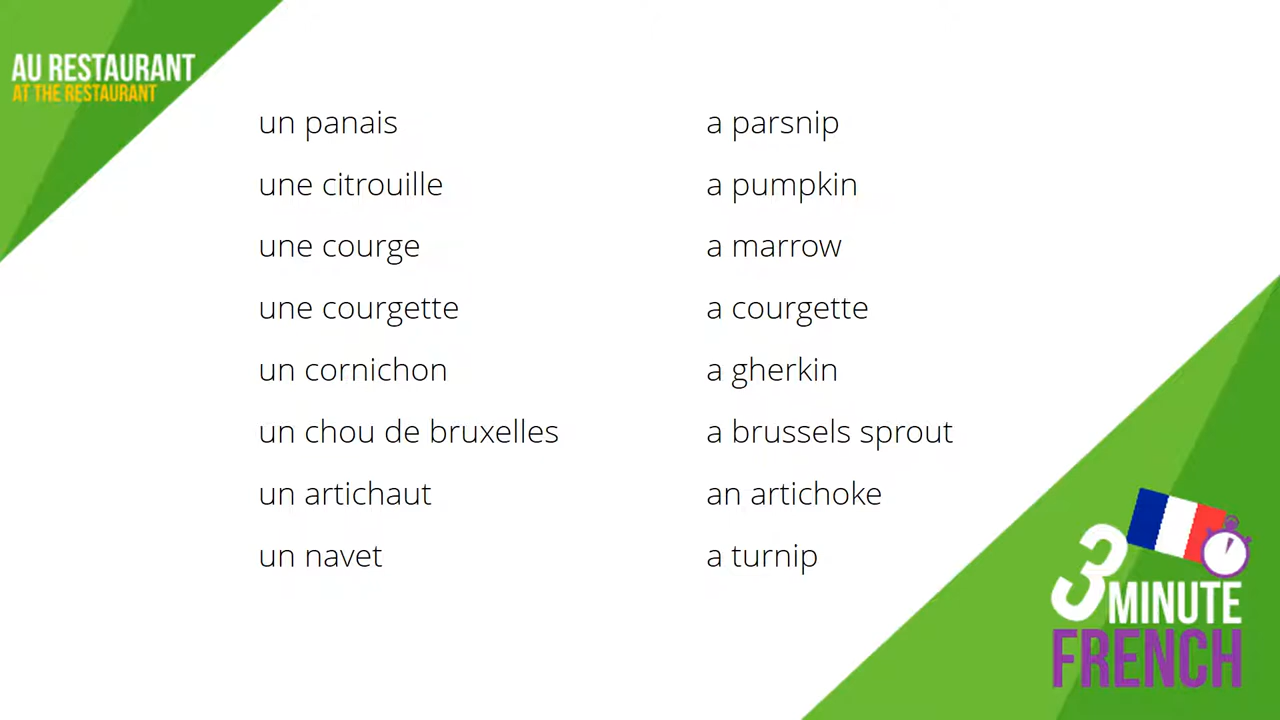 AU RESTAURANT
AT THE RESTAURANT
un panais a parsnip
une citrouille a pumpkin
une courge a marrow
une courgette a courgette
un cornichon a gherkin
un chou de bruxelles a brussels sprout
un artichaut an artichoke
un navet a turnip
3 MINUTE
FRENCH